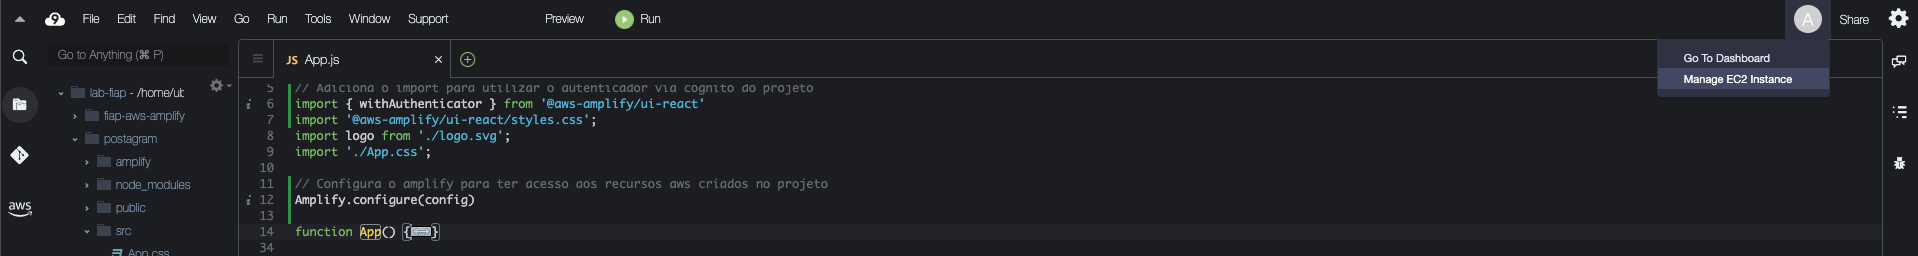 9 File Edit Find View Go Run Tools Window Support Preview Run A Share
Go to Anything (⌘ P)
JS App.js
Go To Dashboard
Manage EC2 Instance
lab-fiap - /home/ut
fiap-aws-amplify
postagram
amplify
node_modules
public
src
App.css
aws
5 // Adiciona o import para utilizar o autenticador via cognito do projeto
6 import { withAuthenticator } from '@aws-amplify/ui-react'
7 import '@aws-amplify/ui-react/styles.css';
8 import logo from './logo.svg';
9 import './App.css';
10
11 // Configura o amplify para ter acesso aos recursos aws criados no projeto
12 Amplify.configure(config)
13
14 function App() {}
34